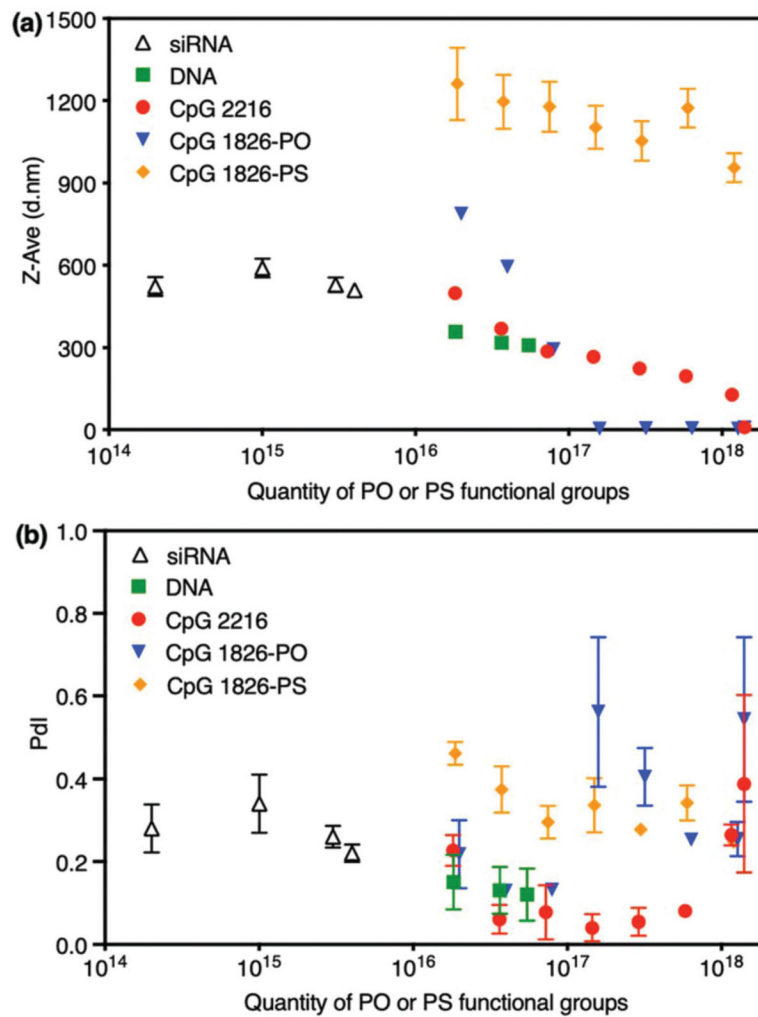 (a)
1500
1200
900
600
300
0
Z-Ave (d.nm)
siRNA
DNA
CpG 2216
CpG 1826-PO
CpG 1826-PS
10^14
10^15
10^16
10^17
10^18
Quantity of PO or PS functional groups
(b)
1.0
0.8
0.6
0.4
0.2
0.0
PdI
siRNA
DNA
CpG 2216
CpG 1826-PO
CpG 1826-PS
10^14
10^15
10^16
10^17
10^18
Quantity of PO or PS functional groups